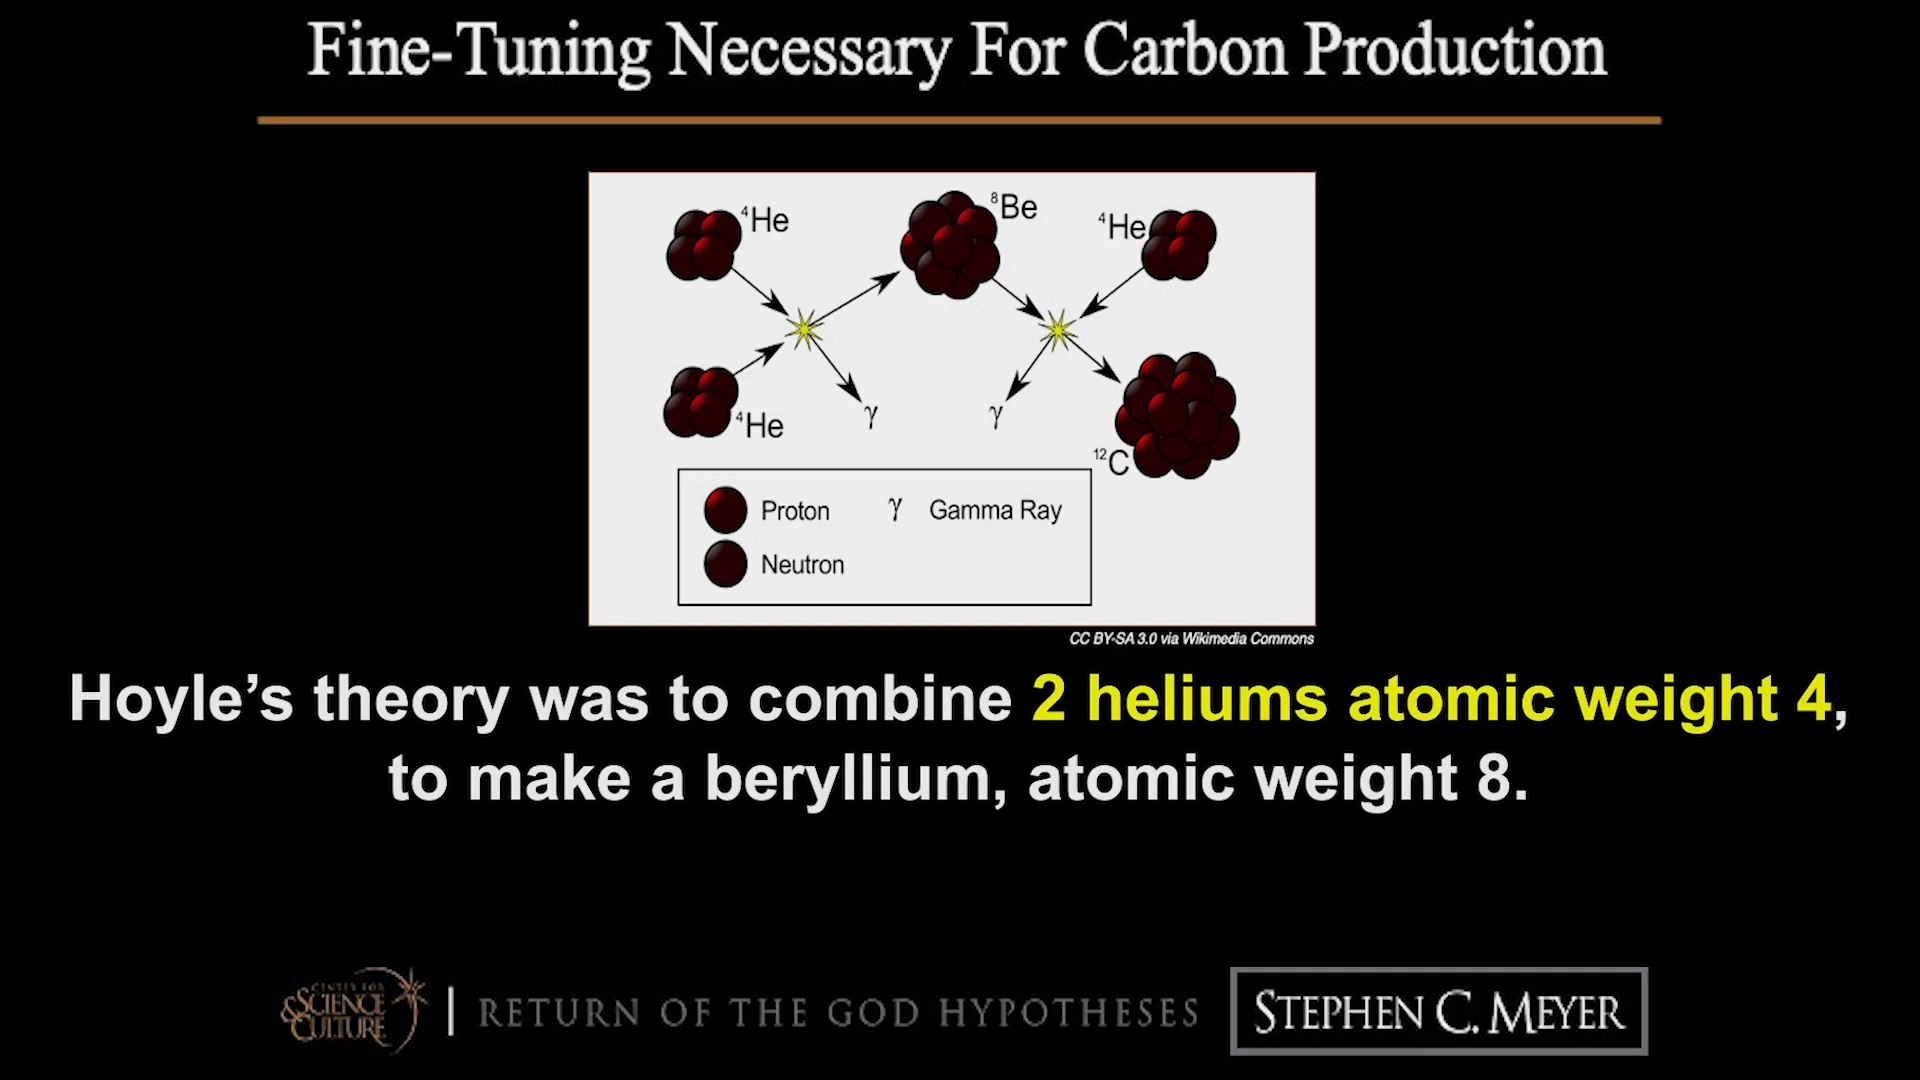 Fine-Tuning Necessary For Carbon Production
⁴He
⁸Be
⁴He
⁴He
γ
γ
¹²C
Proton γ Gamma Ray
Neutron
CC BY-SA 3.0 via Wikimedia Commons
Hoyle’s theory was to combine 2 heliums atomic weight 4,
to make a beryllium, atomic weight 8.
CENTER FOR
SCIENCE
& CULTURE
RETURN OF THE GOD HYPOTHESES
STEPHEN C. MEYER